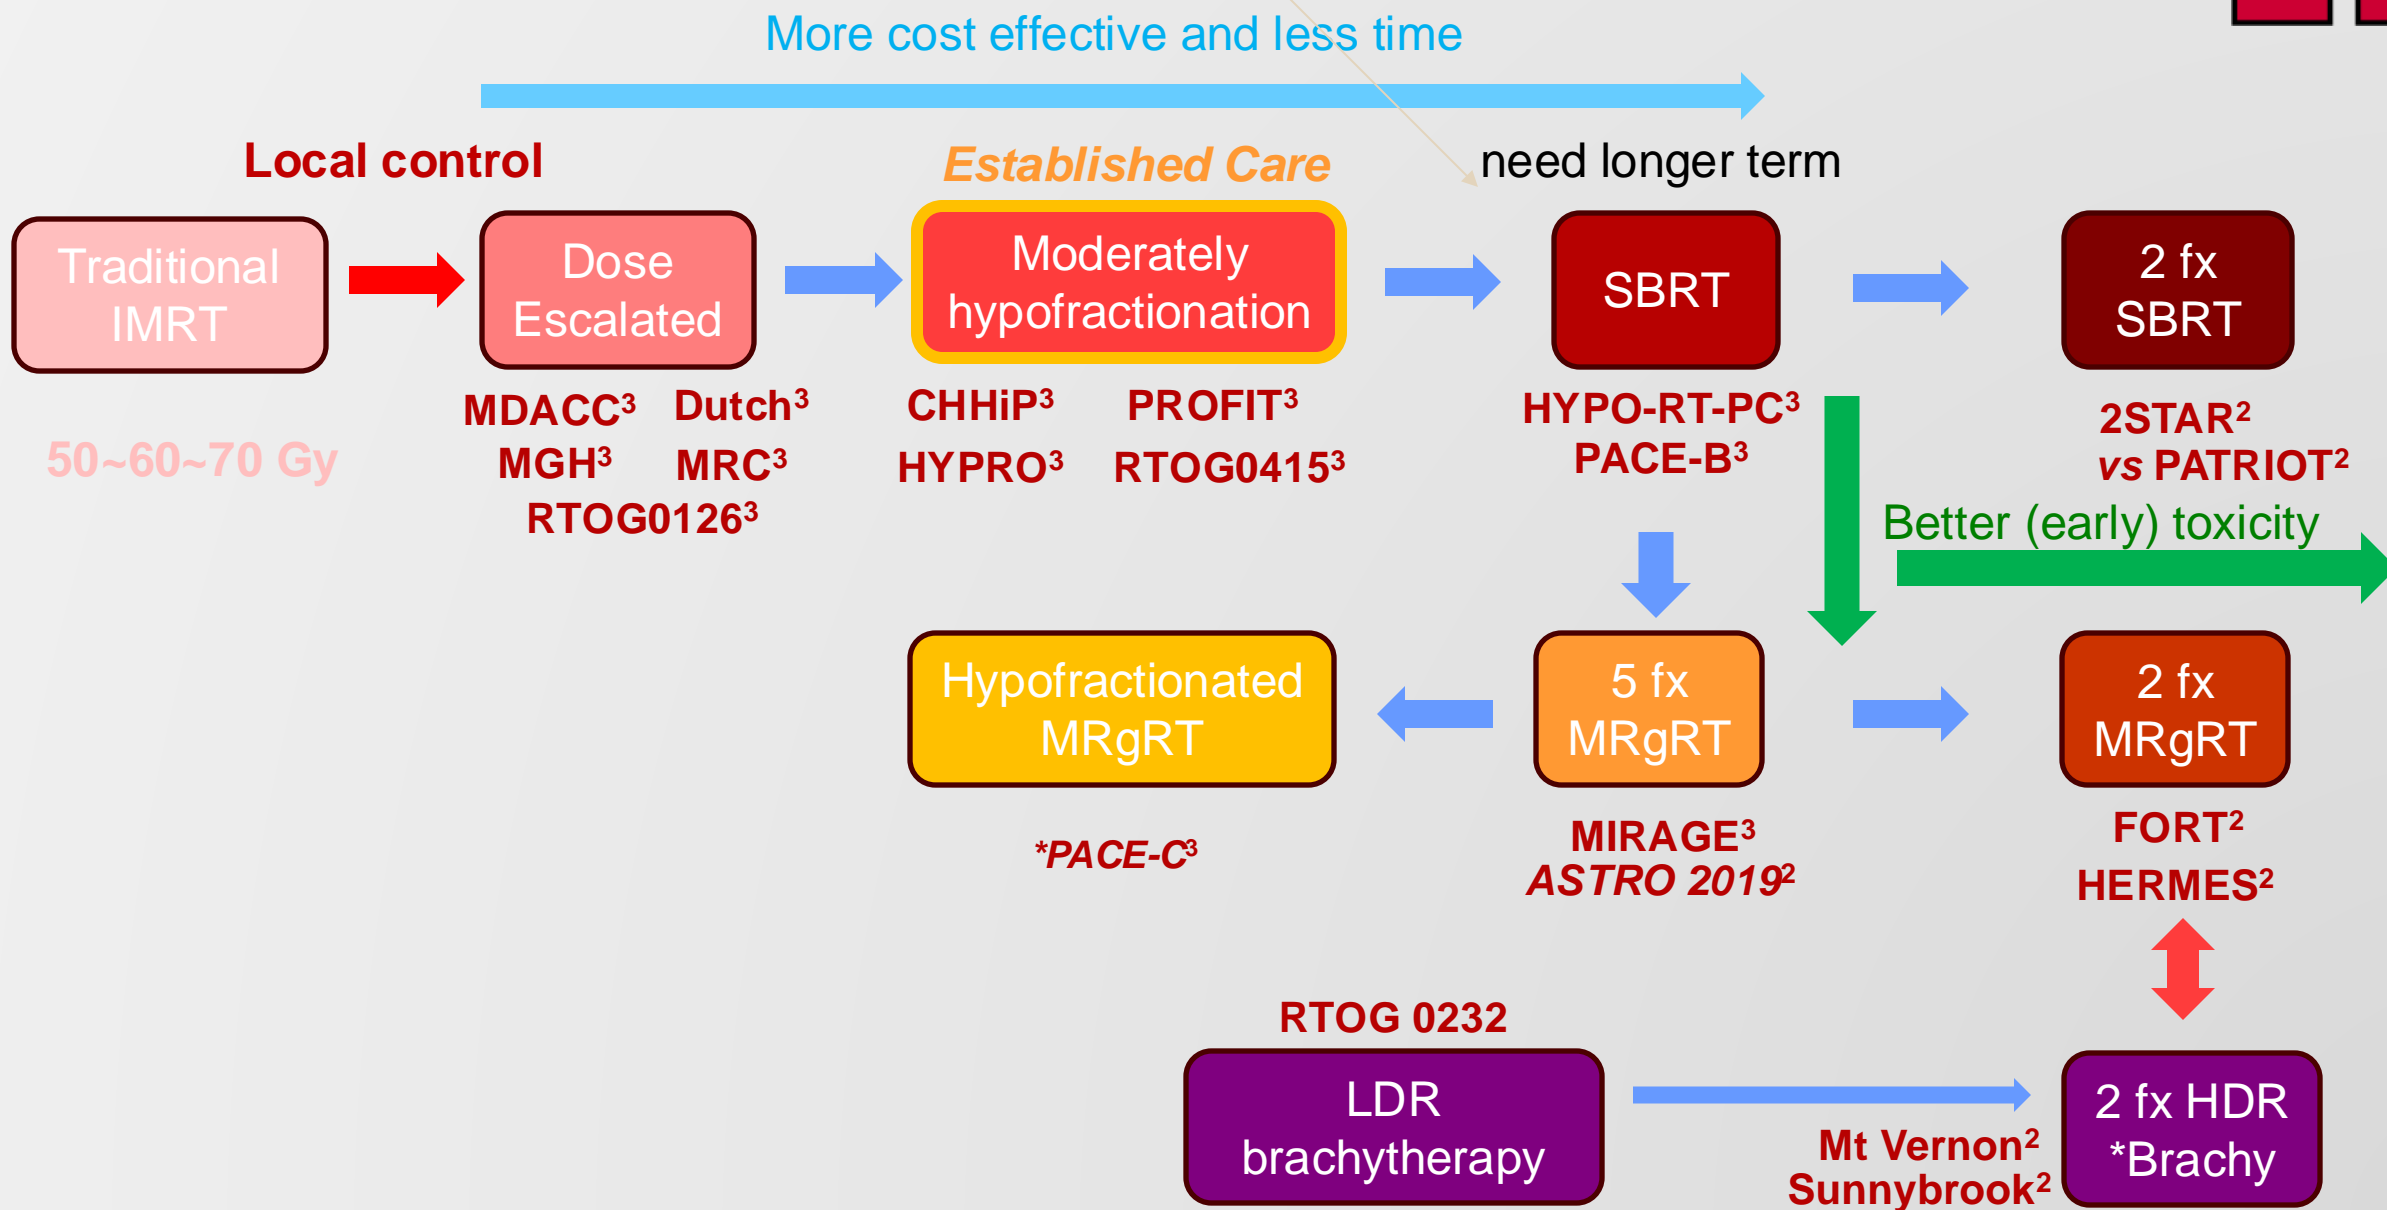 More cost effective and less time
Local control
Established Care
need longer term
Traditional
IMRT
Dose
Escalated
Moderately
hypofractionation
SBRT
2 fx
SBRT
50~60~70 Gy
MDACC³ Dutch³
MGH³ MRC³
RTOG0126³
CHHiP³ PROFIT³
HYPRO³ RTOG0415³
HYPO-RT-PC³
PACE-B³
2STAR²
vs PATRIOT²
Better (early) toxicity
Hypofractionated
MRgRT
5 fx
MRgRT
2 fx
MRgRT
*PACE-C³
MIRAGE³
ASTRO 2019²
FORT²
HERMES²
RTOG 0232
LDR
brachytherapy
Mt Vernon²
Sunnybrook²
2 fx HDR
*Brachy